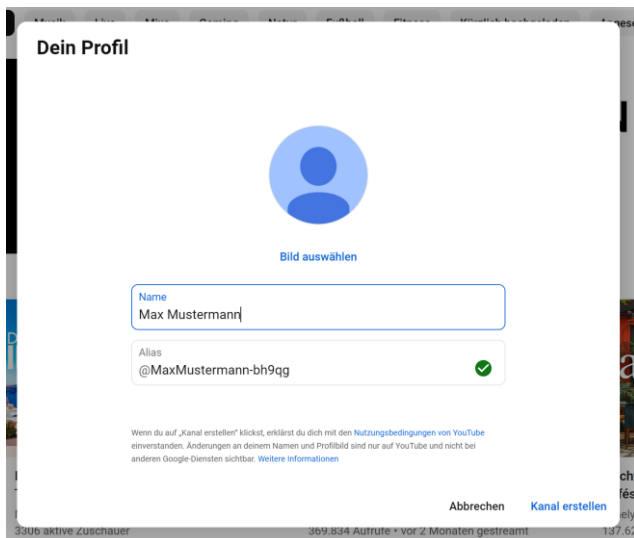 Musik Live Mixe Gaming Natur Fußball Fitness Kürzlich hochgeladen
Dein Profil
Bild auswählen
Name
Max Mustermann
Alias
@MaxMustermann-bh9qg
Wenn du auf „Kanal erstellen" klickst, erklärst du dich mit den Nutzungsbedingungen von YouTube
einverstanden. Änderungen an deinem Namen und Profilbild sind nur auf YouTube und nicht bei
anderen Google-Diensten sichtbar. Weitere Informationen
Abbrechen Kanal erstellen
3306 aktive Zuschauer 369.834 Aufrufe • vor 2 Monaten gestreamt 137.62